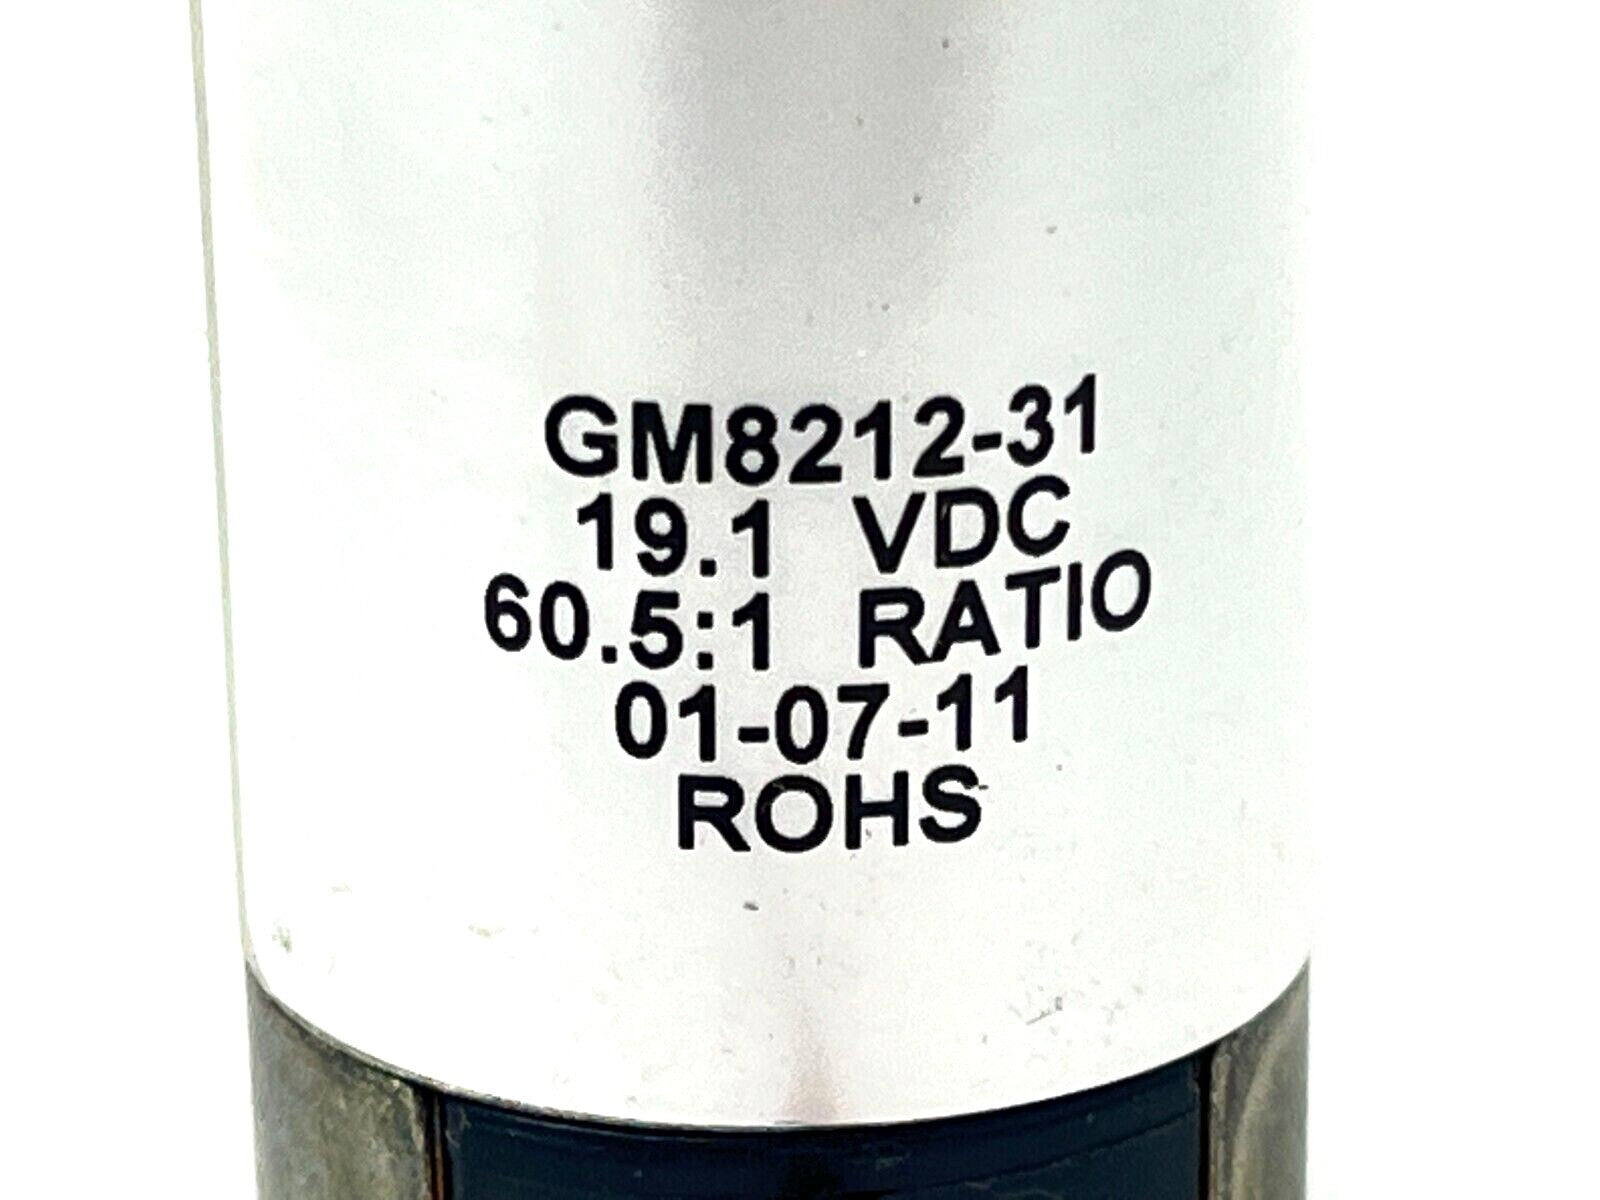 GM8212-31
19.1 VDC
60.5:1 RATIO
01-07-11
ROHS